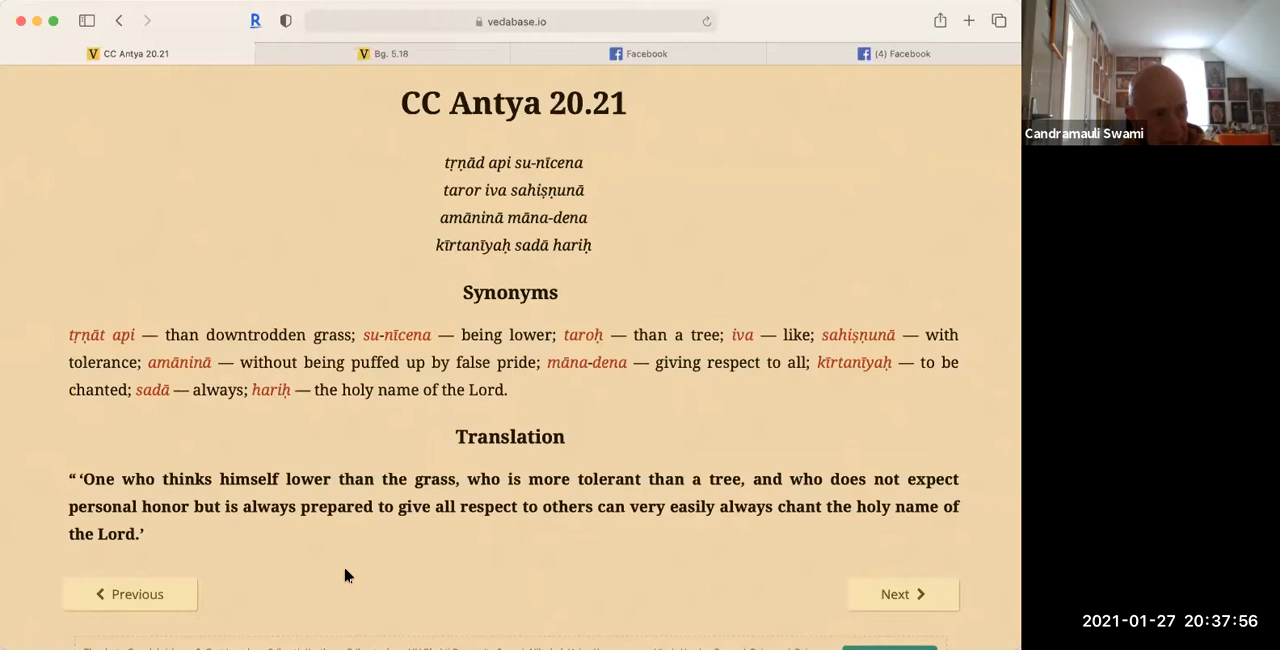 vedabase.io
CC Antya 20.21
Bg. 5.18
Facebook
(4) Facebook
CC Antya 20.21
tṛṇād api su-nīcena
taror iva sahiṣṇunā
amāninā māna-dena
kīrtanīyaḥ sadā hariḥ
Synonyms
tṛṇāt api — than downtrodden grass; su-nīcena — being lower; taroḥ — than a tree; iva — like; sahiṣṇunā — with
tolerance; amāninā — without being puffed up by false pride; māna-dena — giving respect to all; kīrtanīyaḥ — to be
chanted; sadā — always; hariḥ — the holy name of the Lord.
Translation
“ ‘One who thinks himself lower than the grass, who is more tolerant than a tree, and who does not expect
personal honor but is always prepared to give all respect to others can very easily always chant the holy name of
the Lord.’
Previous
Next
Candramauli Swami
2021-01-27 20:37:56